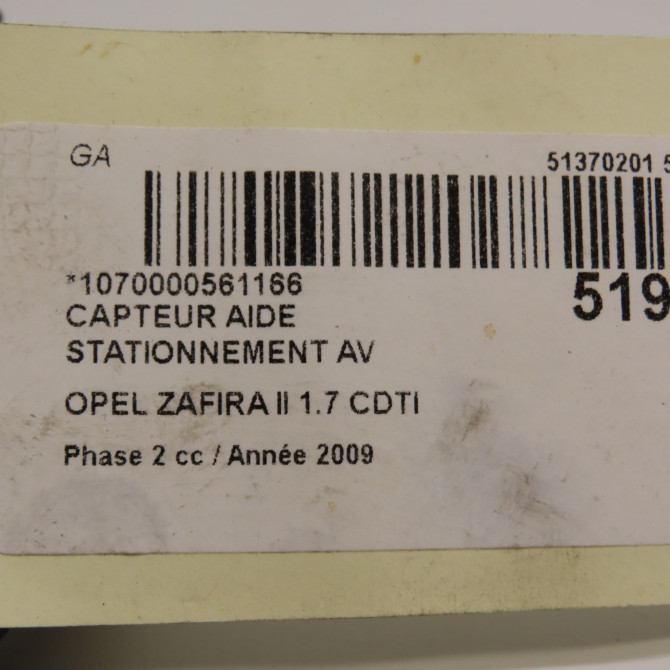 GA
51370201 5
*1070000561166
519
CAPTEUR AIDE
STATIONNEMENT AV
OPEL ZAFIRA II 1.7 CDTI
Phase 2 cc / Année 2009